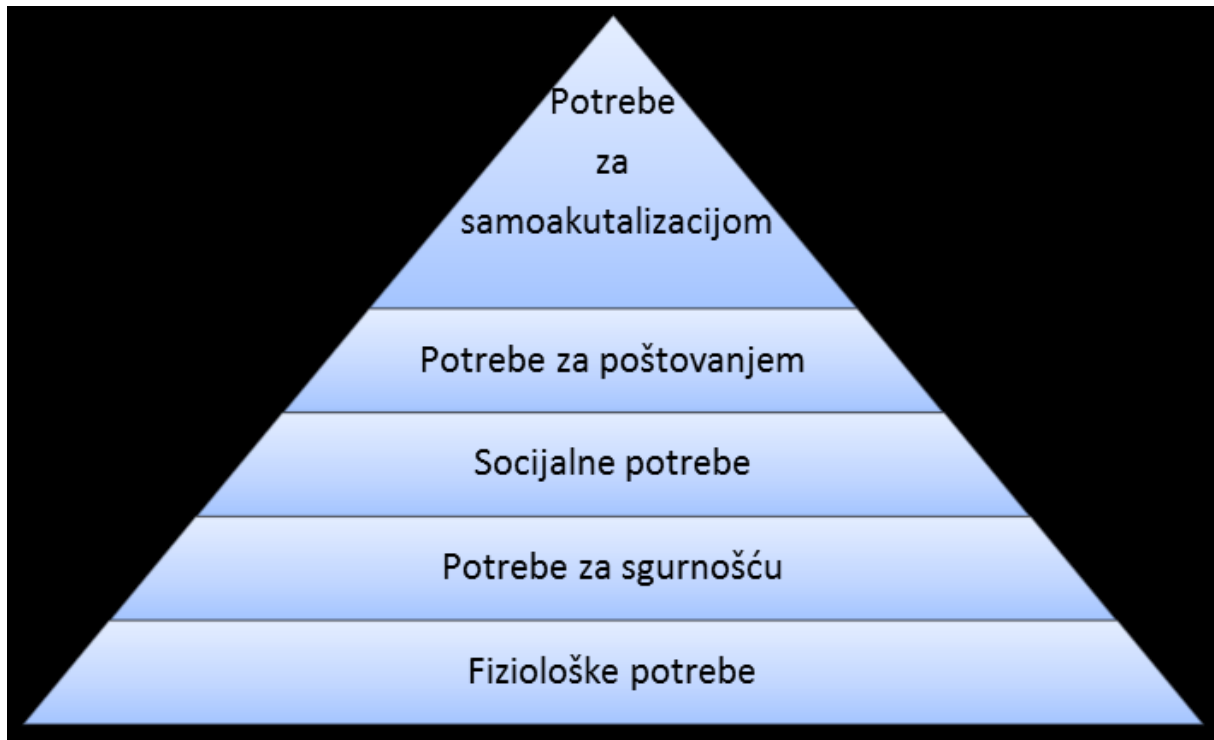 Potrebe
za
samoakutalizacijom
Potrebe za poštovanjem
Socijalne potrebe
Potrebe za sgurnošću
Fiziološke potrebe